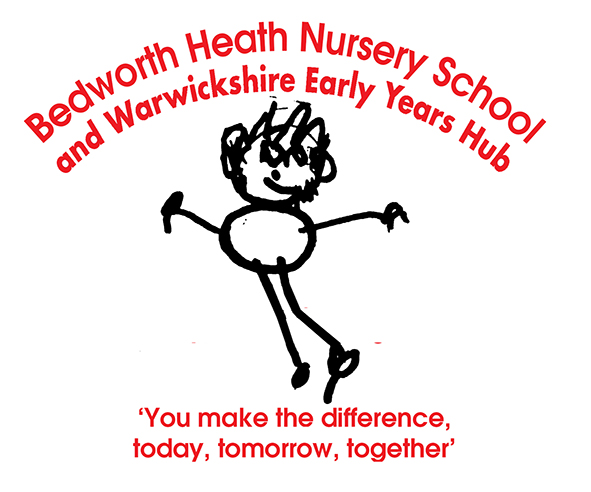 Bedworth Heath Nursery School
and Warwickshire Early Years Hub
‘You make the difference,
today, tomorrow, together’